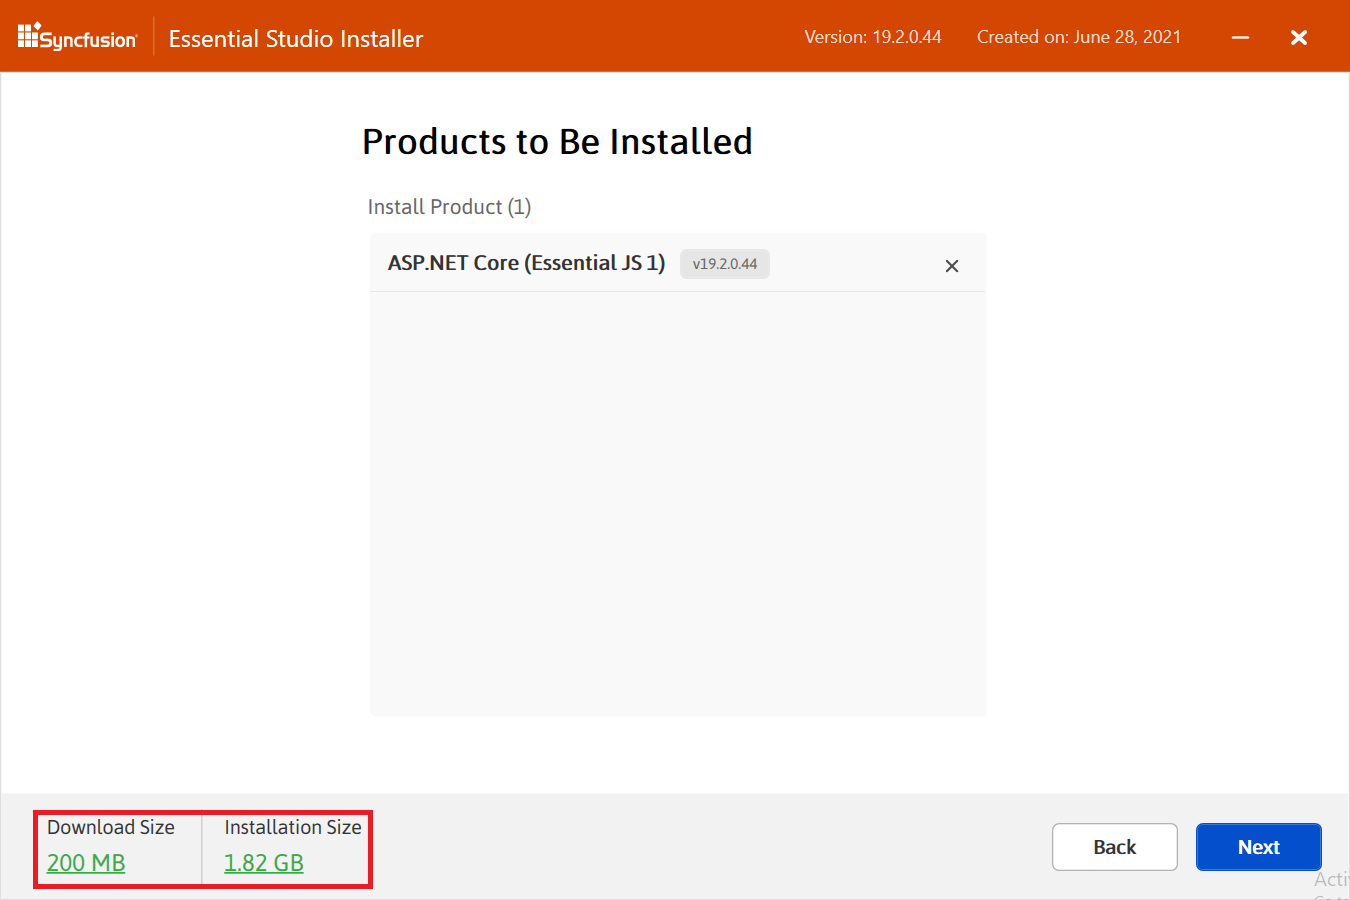 Syncfusion
Essential Studio Installer
Version: 19.2.0.44
Created on: June 28, 2021
Products to Be Installed
Install Product (1)
ASP.NET Core (Essential JS 1)
v19.2.0.44
Download Size
Installation Size
200 MB
1.82 GB
Back
Next
Acti